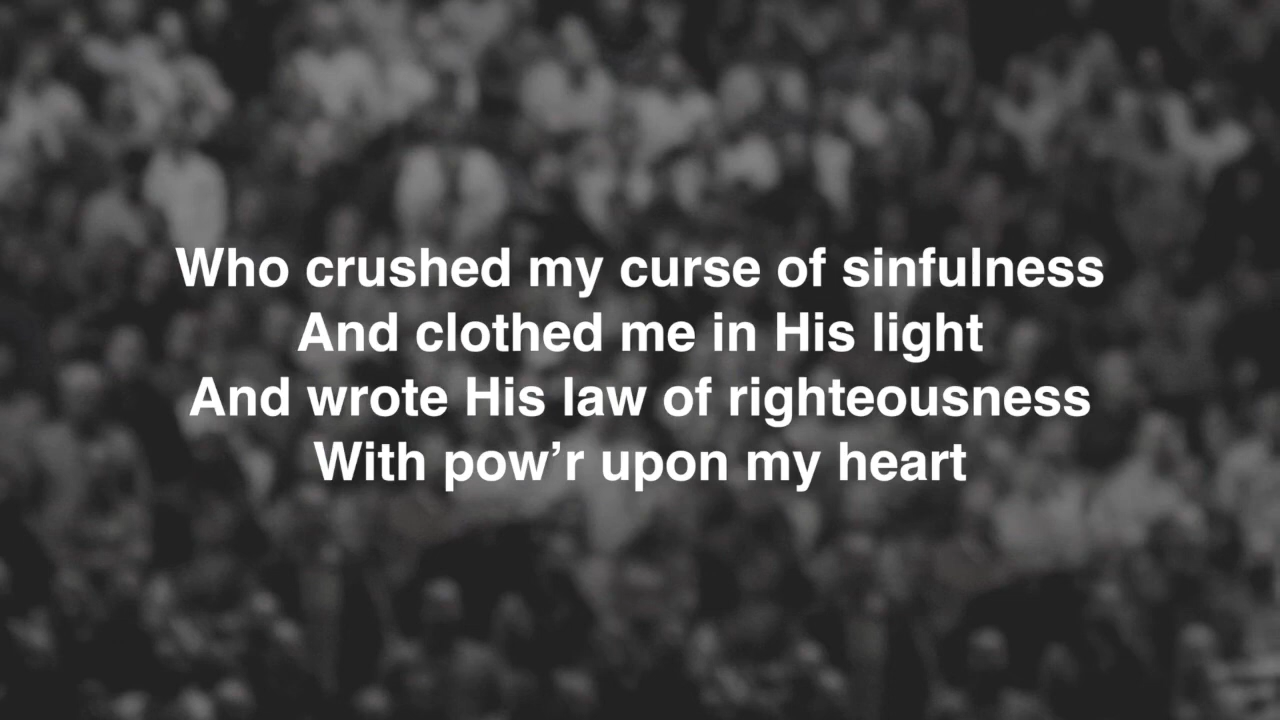 Who crushed my curse of sinfulness
And clothed me in His light
And wrote His law of righteousness
With pow’r upon my heart